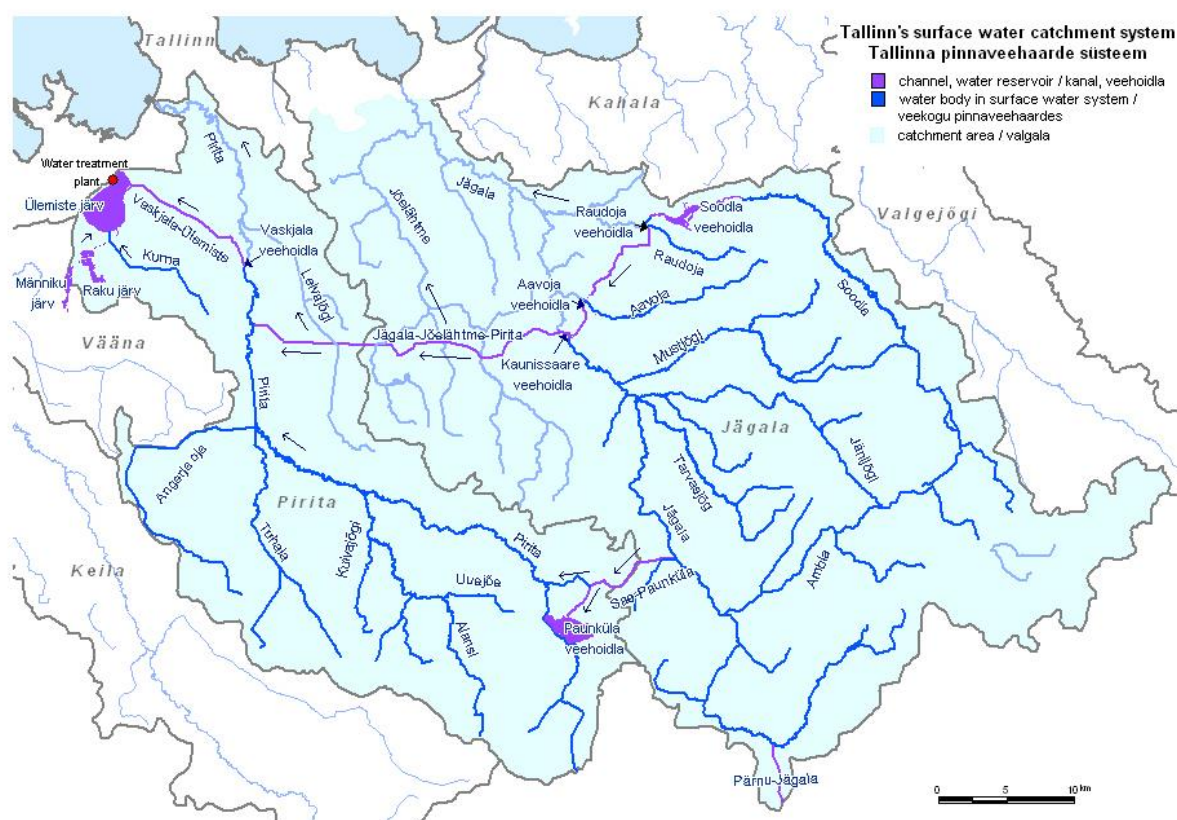 Tallinn's surface water catchment system
Tallinna pinnaveehaarde süsteem
channel, water reservoir / kanal, veehoidla
water body in surface water system /
veekogu pinnaveehaardes
catchment area / valgala
Tallinn
Kahala
Pirita
Water treatment
plant
Ülemiste järv
Vaskjala-Ülemiste
Vaskjala
veehoidla
Kurna
Männiku
järv
Raku järv
Leivajõgi
Jõelähtme
Jägala
Raudoja
veehoidla
Soodla
veehoidla
Valgejõgi
Raudoja
Aavoja
veehoidla
Aavoja
Soodla
Vääna
Jägala-Jõelähtme-Pirita
Kaunissaare
veehoidla
Mustjõgi
Pirita
Jägala
Jänijõgi
Tarvasjõg
Angerja oja
Pirita
Tuhala
Kuivajõgi
Pirita
Jägala
Keila
Uvejõe
Sae-Paunküla
Ambla
Alansi
Paunküla
veehoidla
Pärnu-Jägala
0 5 10 km